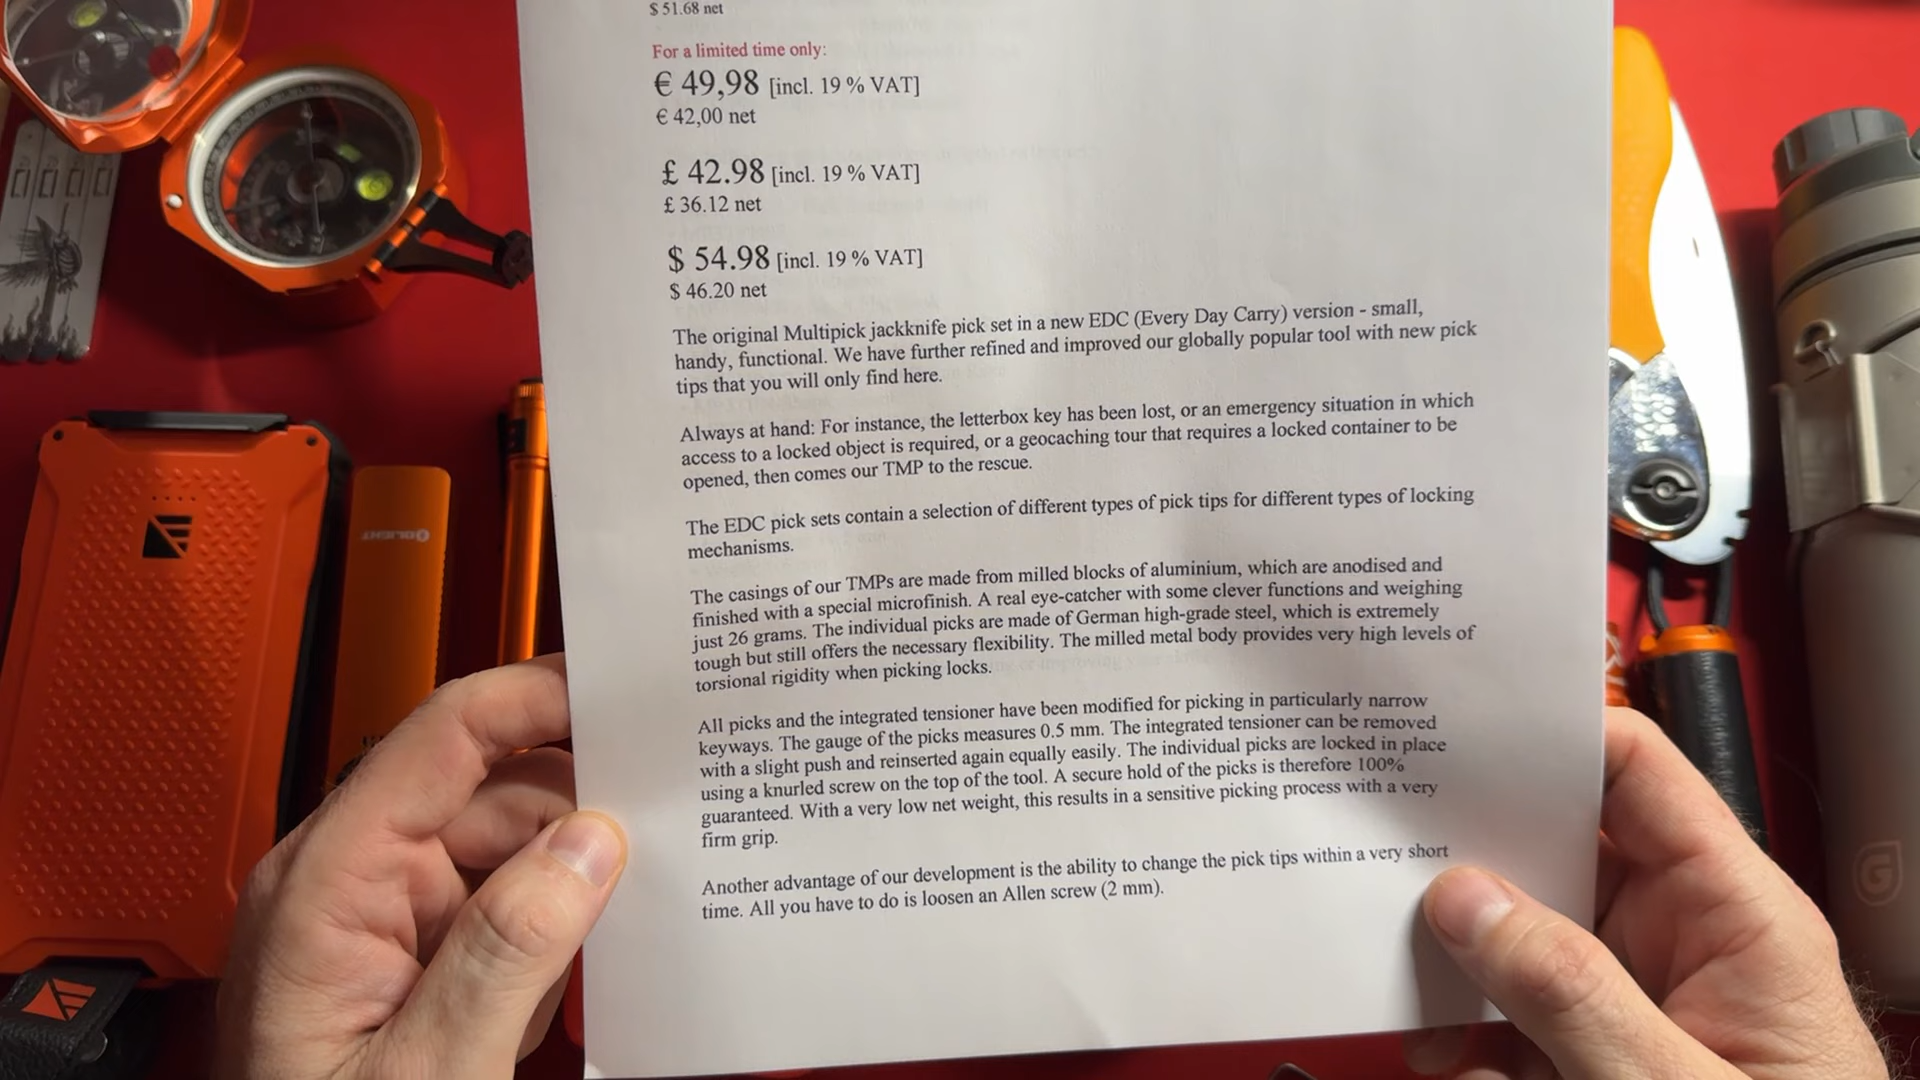 $ 51.68 net
For a limited time only:
€ 49,98 [incl. 19 % VAT]
€ 42,00 net
£ 42.98 [incl. 19 % VAT]
£ 36.12 net
$ 54.98 [incl. 19 % VAT]
$ 46.20 net
The original Multipick jackknife pick set in a new EDC (Every Day Carry) version - small,
handy, functional. We have further refined and improved our globally popular tool with new pick
tips that you will only find here.
Always at hand: For instance, the letterbox key has been lost, or an emergency situation in which
access to a locked object is required, or a geocaching tour that requires a locked container to be
opened, then comes our TMP to the rescue.
The EDC pick sets contain a selection of different types of pick tips for different types of locking
mechanisms.
The casings of our TMPs are made from milled blocks of aluminium, which are anodised and
finished with a special microfinish. A real eye-catcher with some clever functions and weighing
just 26 grams. The individual picks are made of German high-grade steel, which is extremely
tough but still offers the necessary flexibility. The milled metal body provides very high levels of
torsional rigidity when picking locks.
All picks and the integrated tensioner have been modified for picking in particularly narrow
keyways. The gauge of the picks measures 0.5 mm. The integrated tensioner can be removed
with a slight push and reinserted again equally easily. The individual picks are locked in place
using a knurled screw on the top of the tool. A secure hold of the picks is therefore 100%
guaranteed. With a very low net weight, this results in a sensitive picking process with a very
firm grip.
Another advantage of our development is the ability to change the pick tips within a very short
time. All you have to do is loosen an Allen screw (2 mm).
OLIGHT